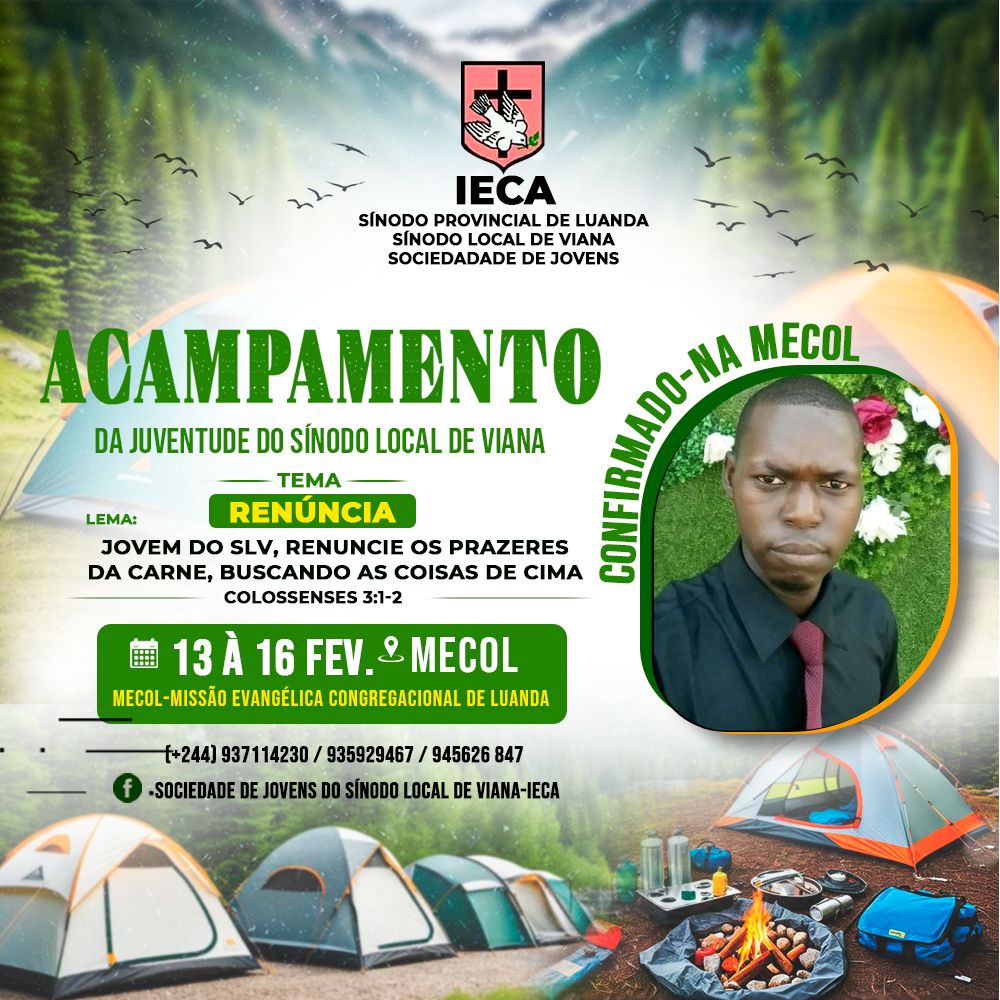 IECA
SÍNODO PROVINCIAL DE LUANDA
SÍNODO LOCAL DE VIANA
SOCIEDADADE DE JOVENS
ACAMPAMENTO
DA JUVENTUDE DO SÍNODO LOCAL DE VIANA
TEMA
RENÚNCIA
LEMA:
JOVEM DO SLV, RENUNCIE OS PRAZERES
DA CARNE, BUSCANDO AS COISAS DE CIMA
COLOSSENSES 3:1-2
13 À 16 FEV. MECOL
MECOL-MISSÃO EVANGÉLICA CONGREGACIONAL DE LUANDA
(+244) 937114230 / 935929467 / 945626 847
f -SOCIEDADE DE JOVENS DO SÍNODO LOCAL DE VIANA-IECA
CONFIRMADO-NA MECOL